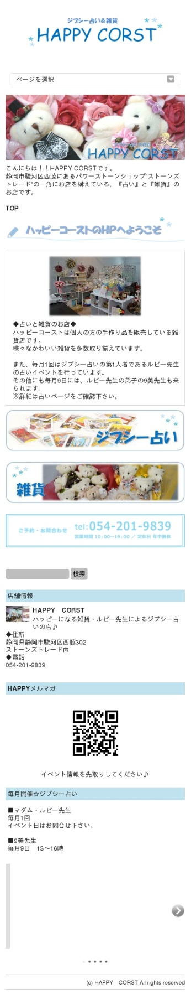 ジプシー占い&雑貨
HAPPY CORST
ページを選択
HAPPY CORST
こんにちは！！HAPPY CORSTです。
静岡市駿河区西脇にあるパワーストーンショップ"ストーンズ
トレード"の一角にお店を構えている、『占い』と『雑貨』の
お店です。
TOP
ハッピーコーストのHPへようこそ
◆占いと雑貨のお店◆
ハッピーコーストは個人の方の手作り品を販売している雑
貨店です。
様々なかわいい雑貨を多数取り揃えています。
また、毎月1回はジプシー占いの第1人者であるルビー先生
の占いイベントを行っています。
その他にも毎月9日には、ルビー先生の弟子の9美先生も来
られます。
※詳細は占いページをご確認下さい。
ジプシー占い
雑貨
ご予約・お問合わせ
tel:054-201-9839
営業時間 10:00〜19:00 ／ 定休日 年中無休
検索
店舗情報
HAPPY　CORST
ハッピーになる雑貨・ルビー先生によるジプシー占
いの店♪
◆住所
静岡県静岡市駿河区西脇302
ストーンズトレード内
◆電話
054-201-9839
HAPPYメルマガ
イベント情報を先取りしてください♪
毎月開催☆ジプシー占い
■マダム・ルビー先生
毎月1回
イベント日はお問合せ下さい。
■9美先生
毎月9日　13〜16時
(c) HAPPY　CORST All rights reserved